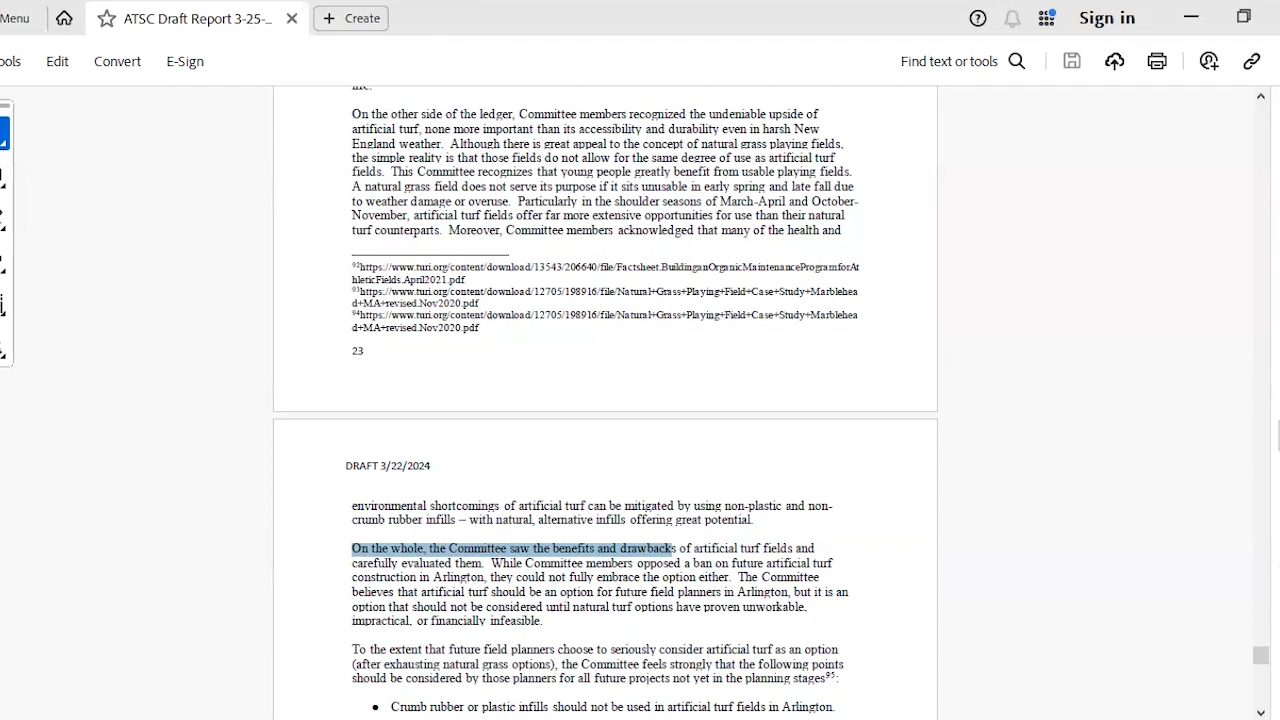 Menu
ATSC Draft Report 3-25-_
Create
Sign in
ools
Edit
Convert
E-Sign
Find text or tools
inc.
On the other side of the ledger, Committee members recognized the undeniable upside of
artificial turf, none more important than its accessibility and durability even in harsh New
England weather.  Although there is great appeal to the concept of natural grass playing fields,
the simple reality is that those fields do not allow for the same degree of use as artificial turf
fields.  This Committee recognizes that young people greatly benefit from usable playing fields.
A natural grass field does not serve its purpose if it sits unusable in early spring and late fall due
to weather damage or overuse.  Particularly in the shoulder seasons of March-April and October-
November, artificial turf fields offer far more extensive opportunities for use than their natural
turf counterparts.  Moreover, Committee members acknowledged that many of the health and
92https://www.turi.org/content/download/13543/206640/file/Factsheet.BuildinganOrganicMaintenanceProgramforAt
hleticFields.April2021.pdf
93https://www.turi.org/content/download/12705/198916/file/Natural+Grass+Playing+Field+Case+Study+Marblehea
d+MA+revised.Nov2020.pdf
94https://www.turi.org/content/download/12705/198916/file/Natural+Grass+Playing+Field+Case+Study+Marblehea
d+MA+revised.Nov2020.pdf
23
DRAFT 3/22/2024
environmental shortcomings of artificial turf can be mitigated by using non-plastic and non-
crumb rubber infills – with natural, alternative infills offering great potential.
On the whole, the Committee saw the benefits and drawbacks of artificial turf fields and
carefully evaluated them.  While Committee members opposed a ban on future artificial turf
construction in Arlington, they could not fully embrace the option either.  The Committee
believes that artificial turf should be an option for future field planners in Arlington, but it is an
option that should not be considered until natural turf options have proven unworkable,
impractical, or financially infeasible.
To the extent that future field planners choose to seriously consider artificial turf as an option
(after exhausting natural grass options), the Committee feels strongly that the following points
should be considered by those planners for all future projects not yet in the planning stages95:
● Crumb rubber or plastic infills should not be used in artificial turf fields in Arlington.